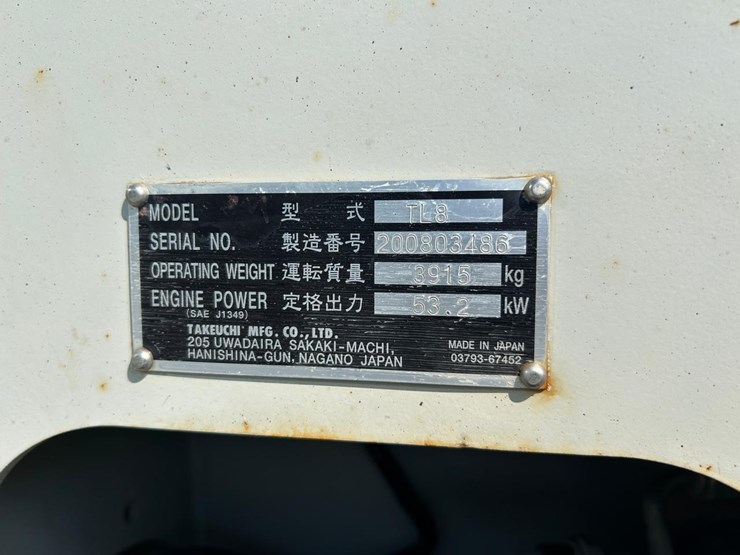 MODEL 型 式 TL8
SERIAL NO. 製造番号 200803486
OPERATING WEIGHT 運転質量 3915 kg
ENGINE POWER 定格出力 53.2 kW
(SAE J1349)
TAKEUCHI MFG. CO., LTD.
205 UWADAIRA SAKAKI-MACHI,
HANISHINA-GUN, NAGANO JAPAN
MADE IN JAPAN
03793-67452